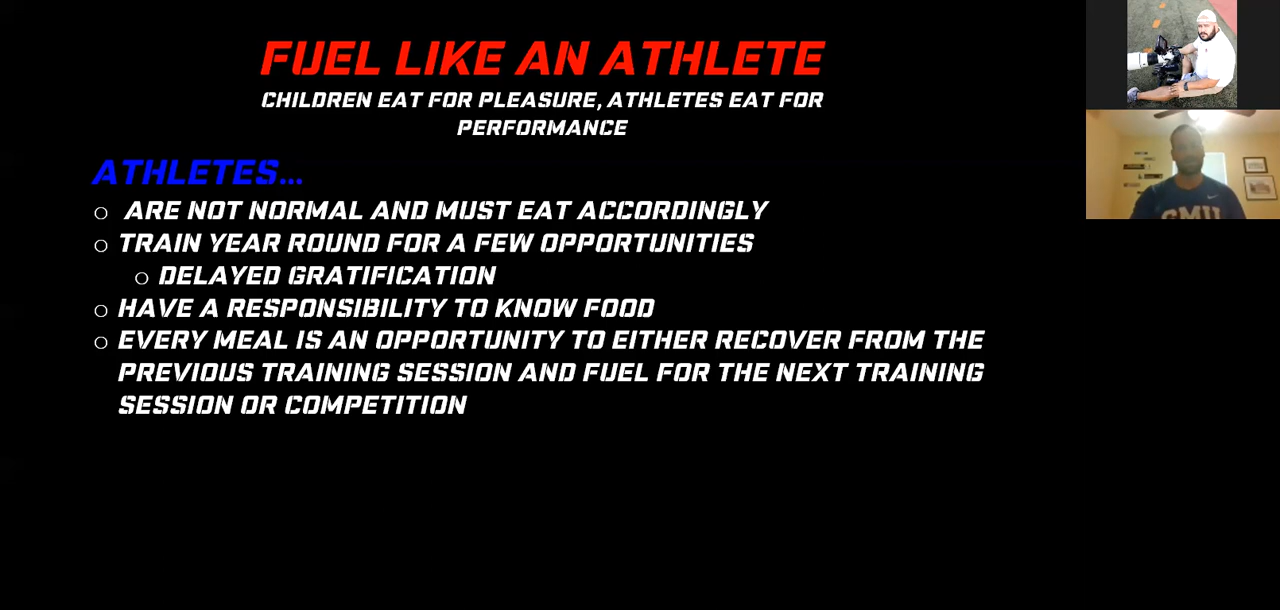 FUEL LIKE AN ATHLETE
CHILDREN EAT FOR PLEASURE, ATHLETES EAT FOR
PERFORMANCE
ATHLETES...
ARE NOT NORMAL AND MUST EAT ACCORDINGLY
TRAIN YEAR ROUND FOR A FEW OPPORTUNITIES
DELAYED GRATIFICATION
HAVE A RESPONSIBILITY TO KNOW FOOD
EVERY MEAL IS AN OPPORTUNITY TO EITHER RECOVER FROM THE
PREVIOUS TRAINING SESSION AND FUEL FOR THE NEXT TRAINING
SESSION OR COMPETITION